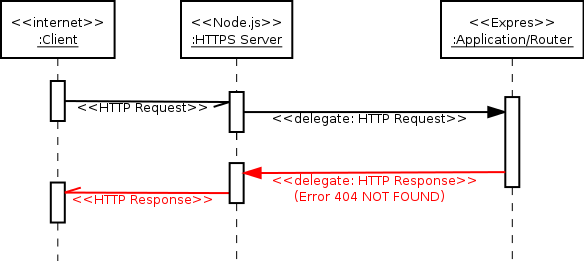 <<internet>>
:Client
<<Node.js>>
:HTTPS Server
<<Expres>>
:Application/Router
<<HTTP Request>>
<<delegate: HTTP Request>>
<<delegate: HTTP Response>>
(Error 404 NOT FOUND)
<<HTTP Response>>